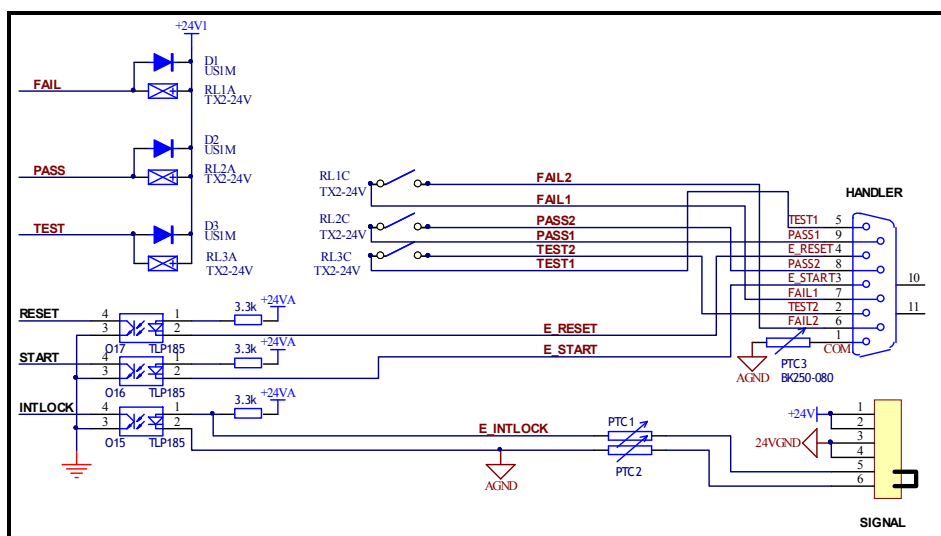 +24V1
D1
US1M
FAIL
RL1A
TX2-24V
D2
US1M
PASS
RL2A
TX2-24V
TEST
D3
US1M
RL3A
TX2-24V
RL1C
TX2-24V
FAIL2
FAIL1
RL2C
TX2-24V
PASS2
PASS1
RL3C
TX2-24V
TEST2
TEST1
HANDLER
TEST1 5
PASS1 9
E_RESET 4
PASS2 8
E_START 3
FAIL1 7
TEST2 2
FAIL2 6
1
COM
10
11
AGND
PTC3
BK250-080
RESET
4 1
3 2
O17 TLP185
3.3k
+24VA
E_RESET
START
4 1
3 2
O16 TLP185
3.3k
+24VA
E_START
INTLOCK
4 1
3 2
O15 TLP185
3.3k
+24VA
E_INTLOCK
AGND
PTC1
PTC2
+24V
24VGND
1
2
3
4
5
6
SIGNAL